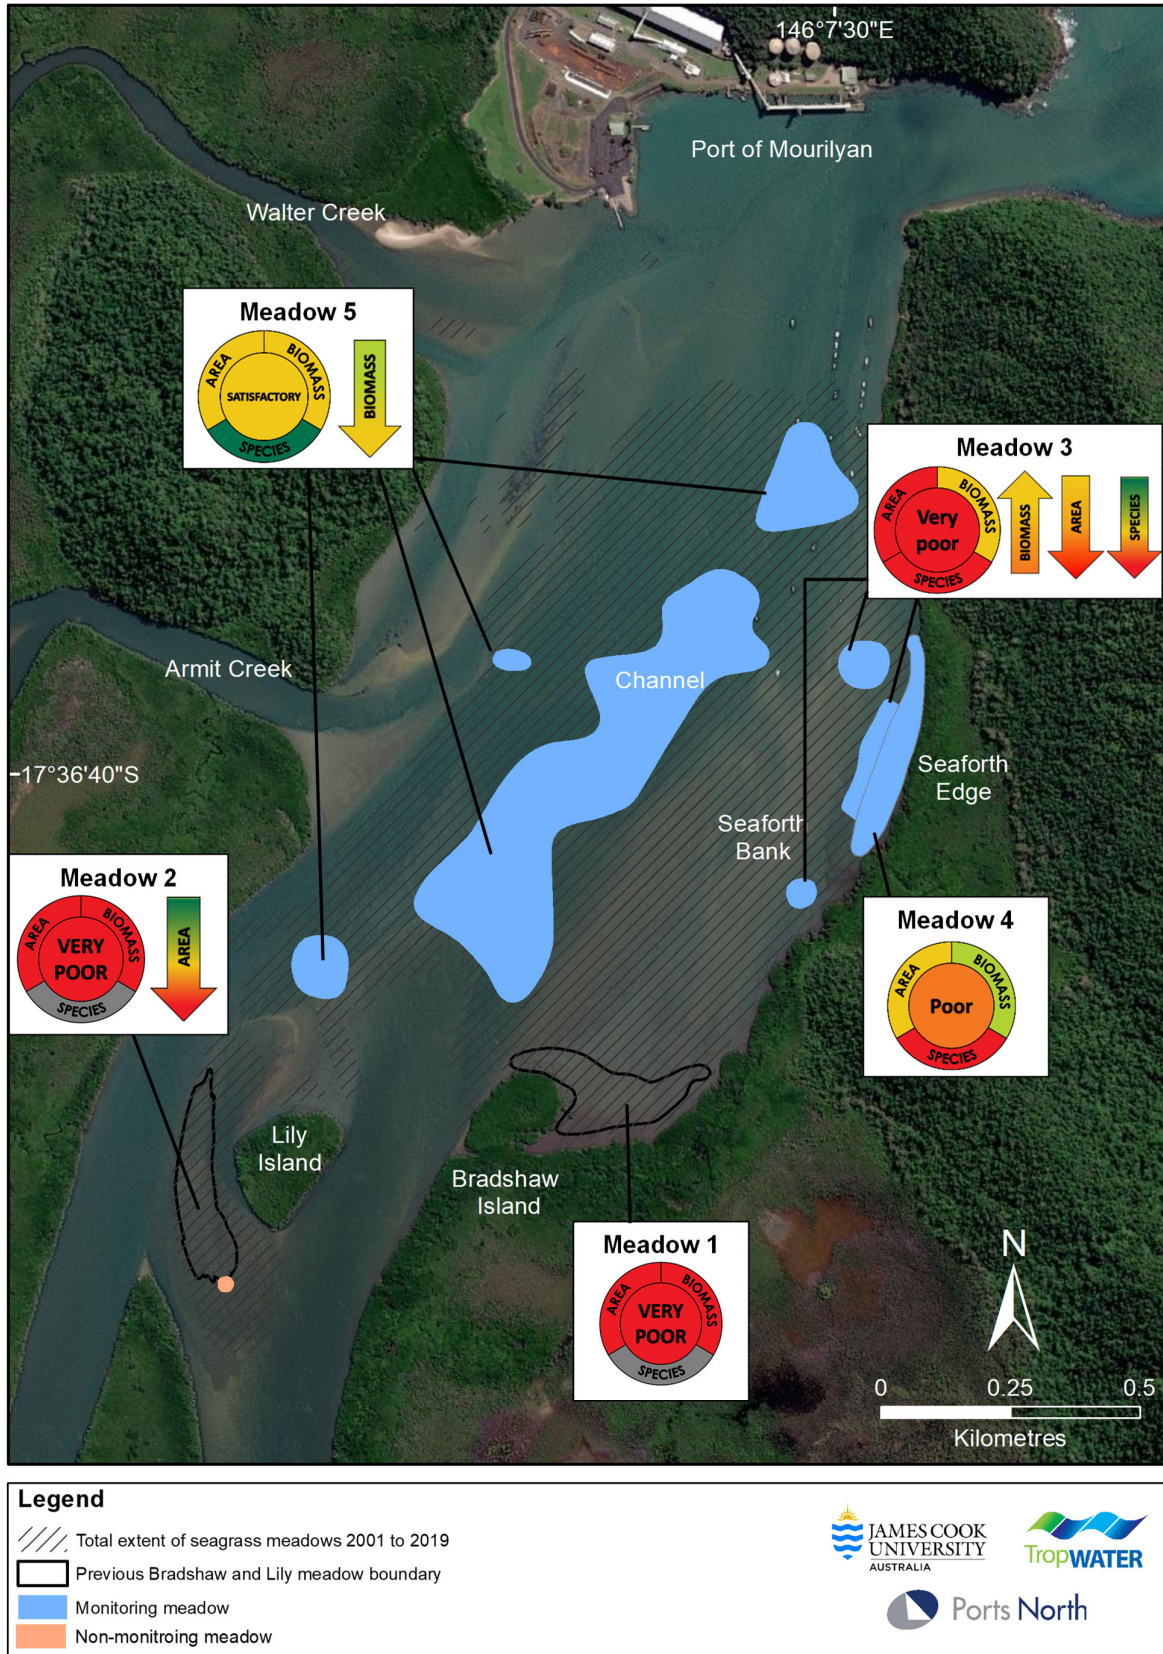 146°7'30"E
Port of Mourilyan
Walter Creek
Meadow 5
AREA
BIOMASS
SATISFACTORY
SPECIES
BIOMASS
Meadow 3
AREA
BIOMASS
Very
poor
SPECIES
BIOMASS
AREA
SPECIES
Armit Creek
Channel
17°36'40"S
Seaforth
Edge
Seaforth
Bank
Meadow 2
AREA
BIOMASS
VERY
POOR
SPECIES
AREA
Meadow 4
AREA
BIOMASS
Poor
SPECIES
Lily
Island
Bradshaw
Island
Meadow 1
AREA
BIOMASS
VERY
POOR
SPECIES
N
0 0.25 0.5
Kilometres
Legend
Total extent of seagrass meadows 2001 to 2019
Previous Bradshaw and Lily meadow boundary
Monitoring meadow
Non-monitroing meadow
JAMES COOK
UNIVERSITY
AUSTRALIA
TropWATER
Ports North